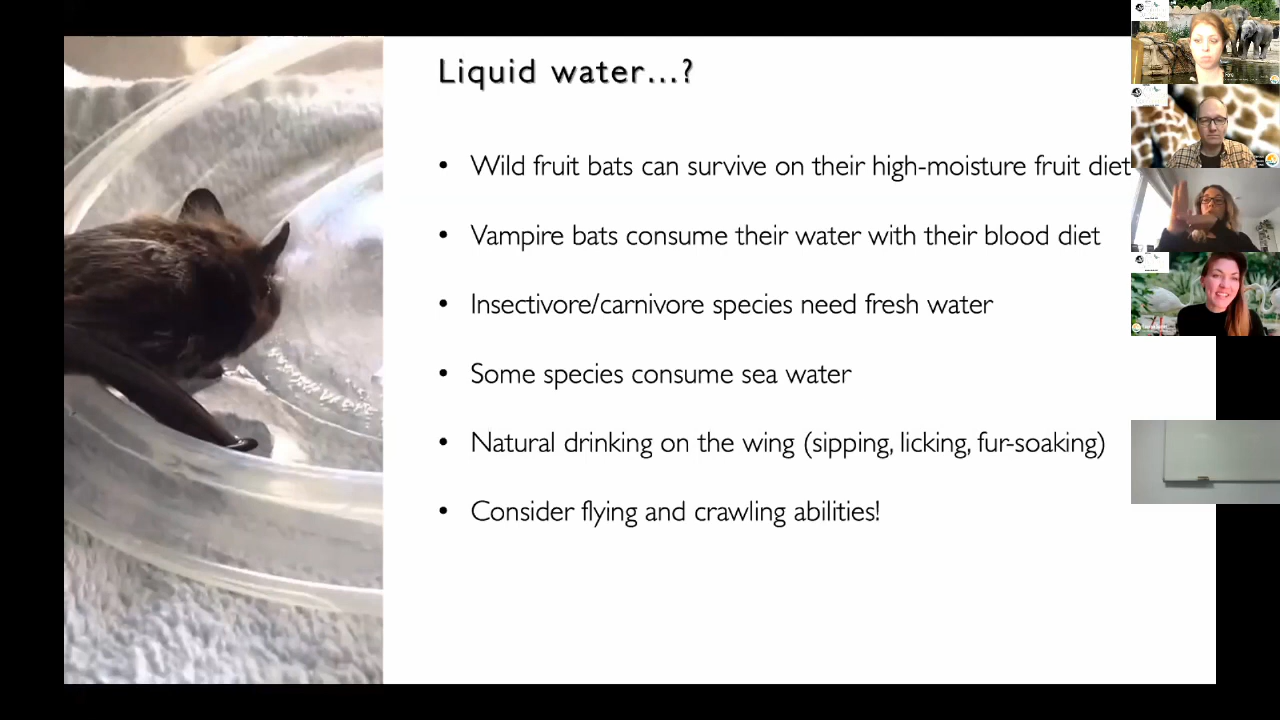 Liquid water...?
• Wild fruit bats can survive on their high-moisture fruit diet
• Vampire bats consume their water with their blood diet
• Insectivore/carnivore species need fresh water
• Some species consume sea water
• Natural drinking on the wing (sipping, licking, fur-soaking)
• Consider flying and crawling abilities!